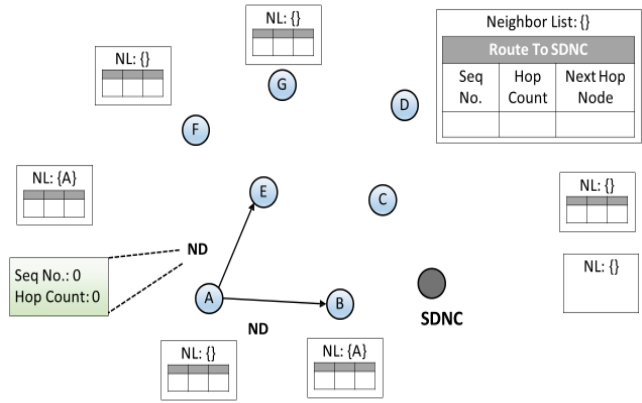 NL: {}
Neighbor List: {}
Route To SDNC
Seq No.
Hop Count
Next Hop Node
NL: {}
G
D
F
NL: {A}
E
C
NL: {}
ND
Seq No.: 0
Hop Count: 0
NL: {}
A
B
SDNC
ND
NL: {}
NL: {A}